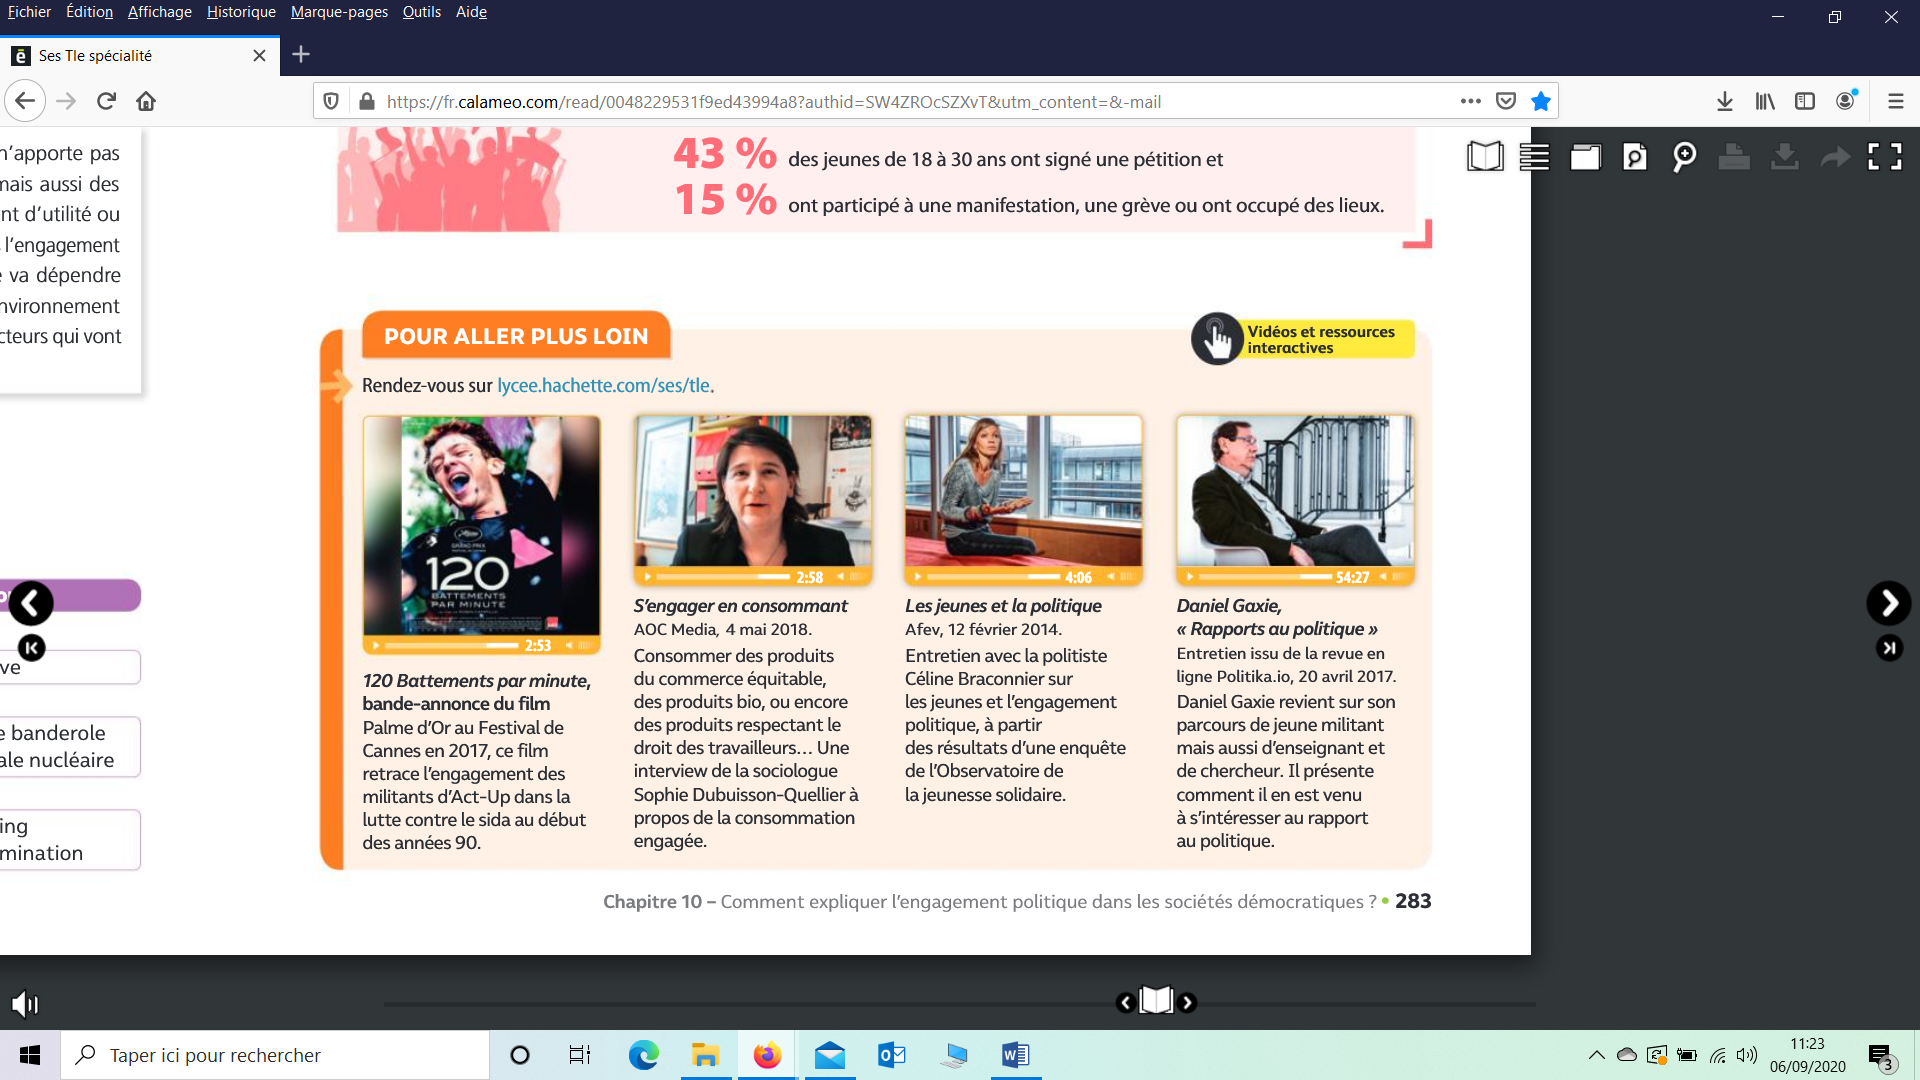 Fichier Édition Affichage Historique Marque-pages Outils Aide
Ses Tle spécialité
https://fr.calameo.com/read/0048229531f9ed43994a8?authid=SW4ZROcSZXvT&utm_content=&-mail
n'apporte pas
mais aussi des
nt d'utilité ou
l'engagement
e va dépendre
nvironnement
cteurs qui vont
ve
e banderole
ale nucléaire
ing
mination
43 % des jeunes de 18 à 30 ans ont signé une pétition et
15 % ont participé à une manifestation, une grève ou ont occupé des lieux.
POUR ALLER PLUS LOIN
Vidéos et ressources
interactives
Rendez-vous sur lycee.hachette.com/ses/tle.
GRAND PRIX
120
BATTEMENTS
PAR MINUTE
2:53
120 Battements par minute,
bande-annonce du film
Palme d'Or au Festival de
Cannes en 2017, ce film
retrace l'engagement des
militants d'Act-Up dans la
lutte contre le sida au début
des années 90.
2:58
S'engager en consommant
AOC Media, 4 mai 2018.
Consommer des produits
du commerce équitable,
des produits bio, ou encore
des produits respectant le
droit des travailleurs… Une
interview de la sociologue
Sophie Dubuisson-Quellier à
propos de la consommation
engagée.
4:06
Les jeunes et la politique
Afev, 12 février 2014.
Entretien avec la politiste
Céline Braconnier sur
les jeunes et l'engagement
politique, à partir
des résultats d'une enquête
de l'Observatoire de
la jeunesse solidaire.
54:27
Daniel Gaxie,
« Rapports au politique »
Entretien issu de la revue en
ligne Politika.io, 20 avril 2017.
Daniel Gaxie revient sur son
parcours de jeune militant
mais aussi d'enseignant et
de chercheur. Il présente
comment il en est venu
à s'intéresser au rapport
au politique.
Chapitre 10 – Comment expliquer l'engagement politique dans les sociétés démocratiques ? • 283
Taper ici pour rechercher
11:23
06/09/2020
3